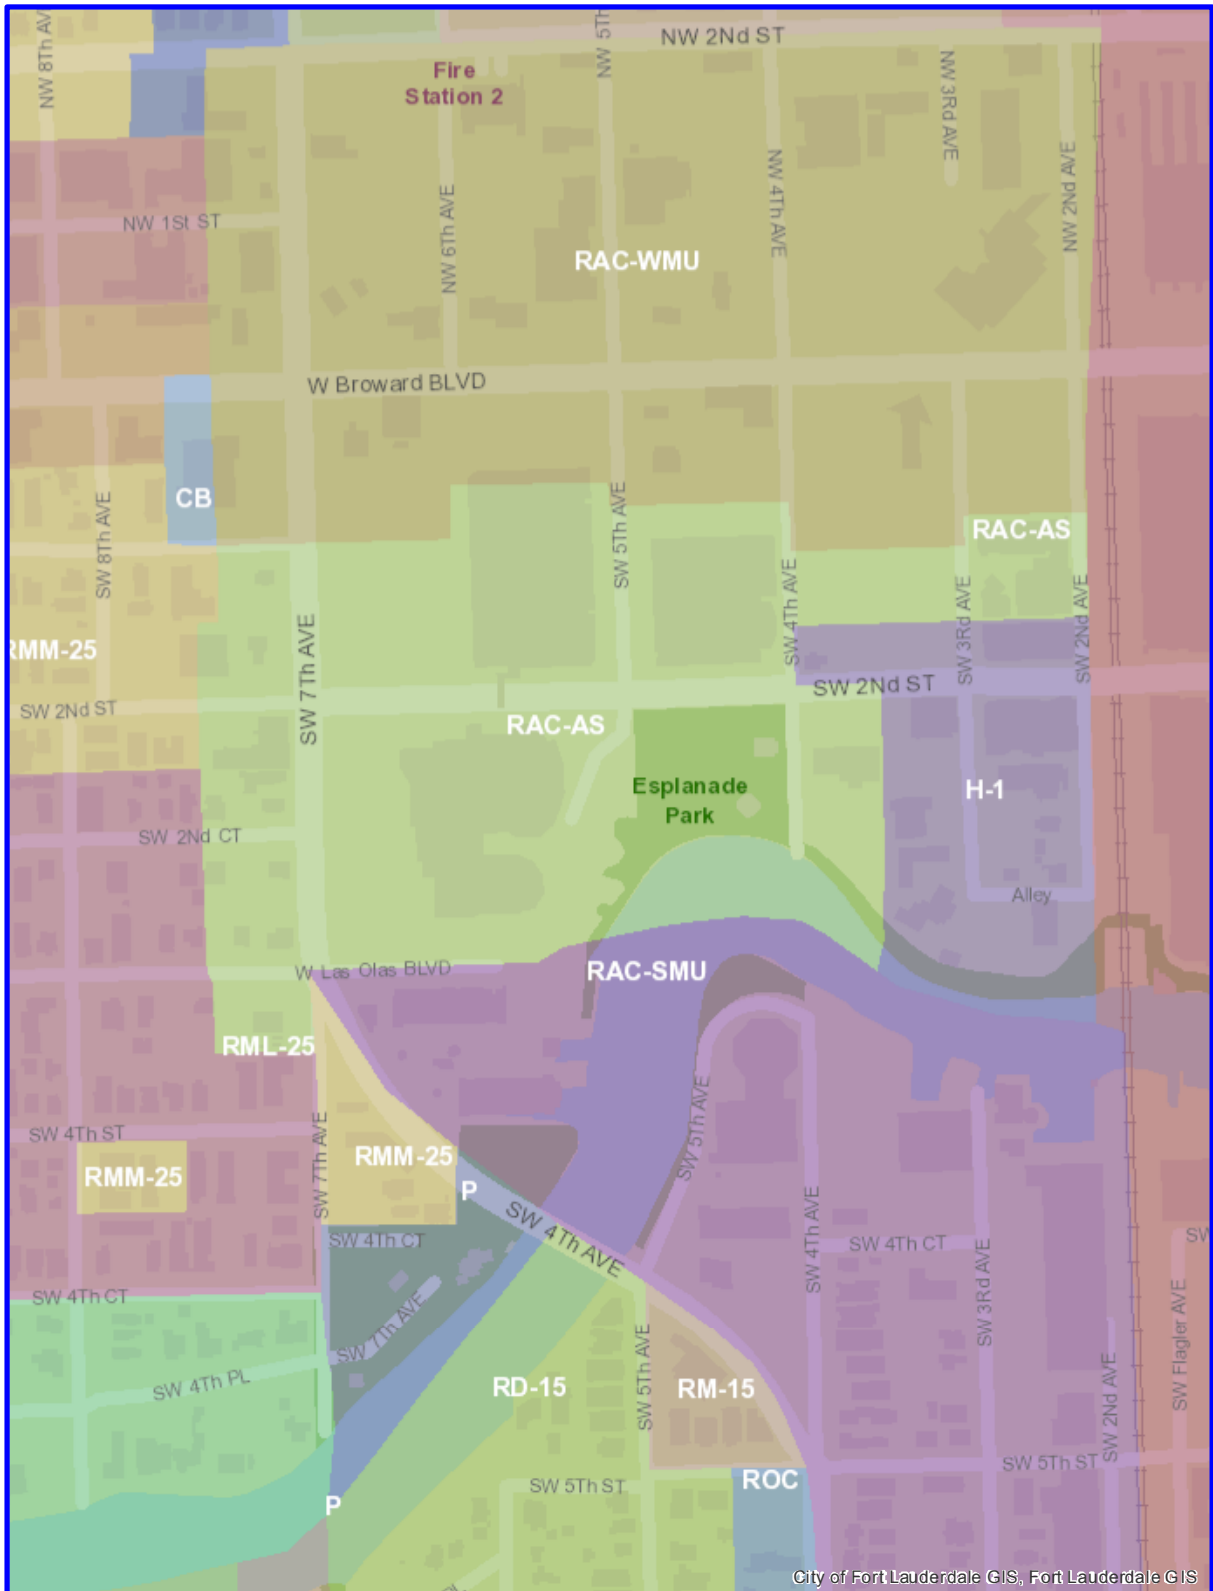 NW 8Th AV
NW 2Nd ST
NW 5Th
Fire
Station 2
NW 3Rd AVE
NW 2Nd AVE
NW 4Th AVE
NW 6Th AVE
NW 1St ST
RAC-WMU
W Broward BLVD
CB
SW 8Th AVE
SW 5Th AVE
RAC-AS
SW 4Th AVE
SW 3Rd AVE
SW 2Nd AVE
RMM-25
SW 7Th AVE
SW 2Nd ST
SW 2Nd ST
RAC-AS
Esplanade
Park
H-1
SW 2Nd CT
Alley
W Las Olas BLVD
RAC-SMU
RML-25
SW 5Th AVE
SW 4Th ST
SW 7Th AVE
RMM-25
RMM-25
P
SW 4Th AVE
SW 4Th AVE
SW 4Th CT
SW 4Th CT
SW 3Rd AVE
SW
SW 4Th CT
SW 7Th AVE
SW 5Th AVE
SW Flagler AVE
SW 2Nd AVE
SW 4Th PL
RD-15
RM-15
SW 5Th ST
ROC
SW 5Th ST
P
PL
City of Fort Lauderdale GIS, Fort Lauderdale GIS